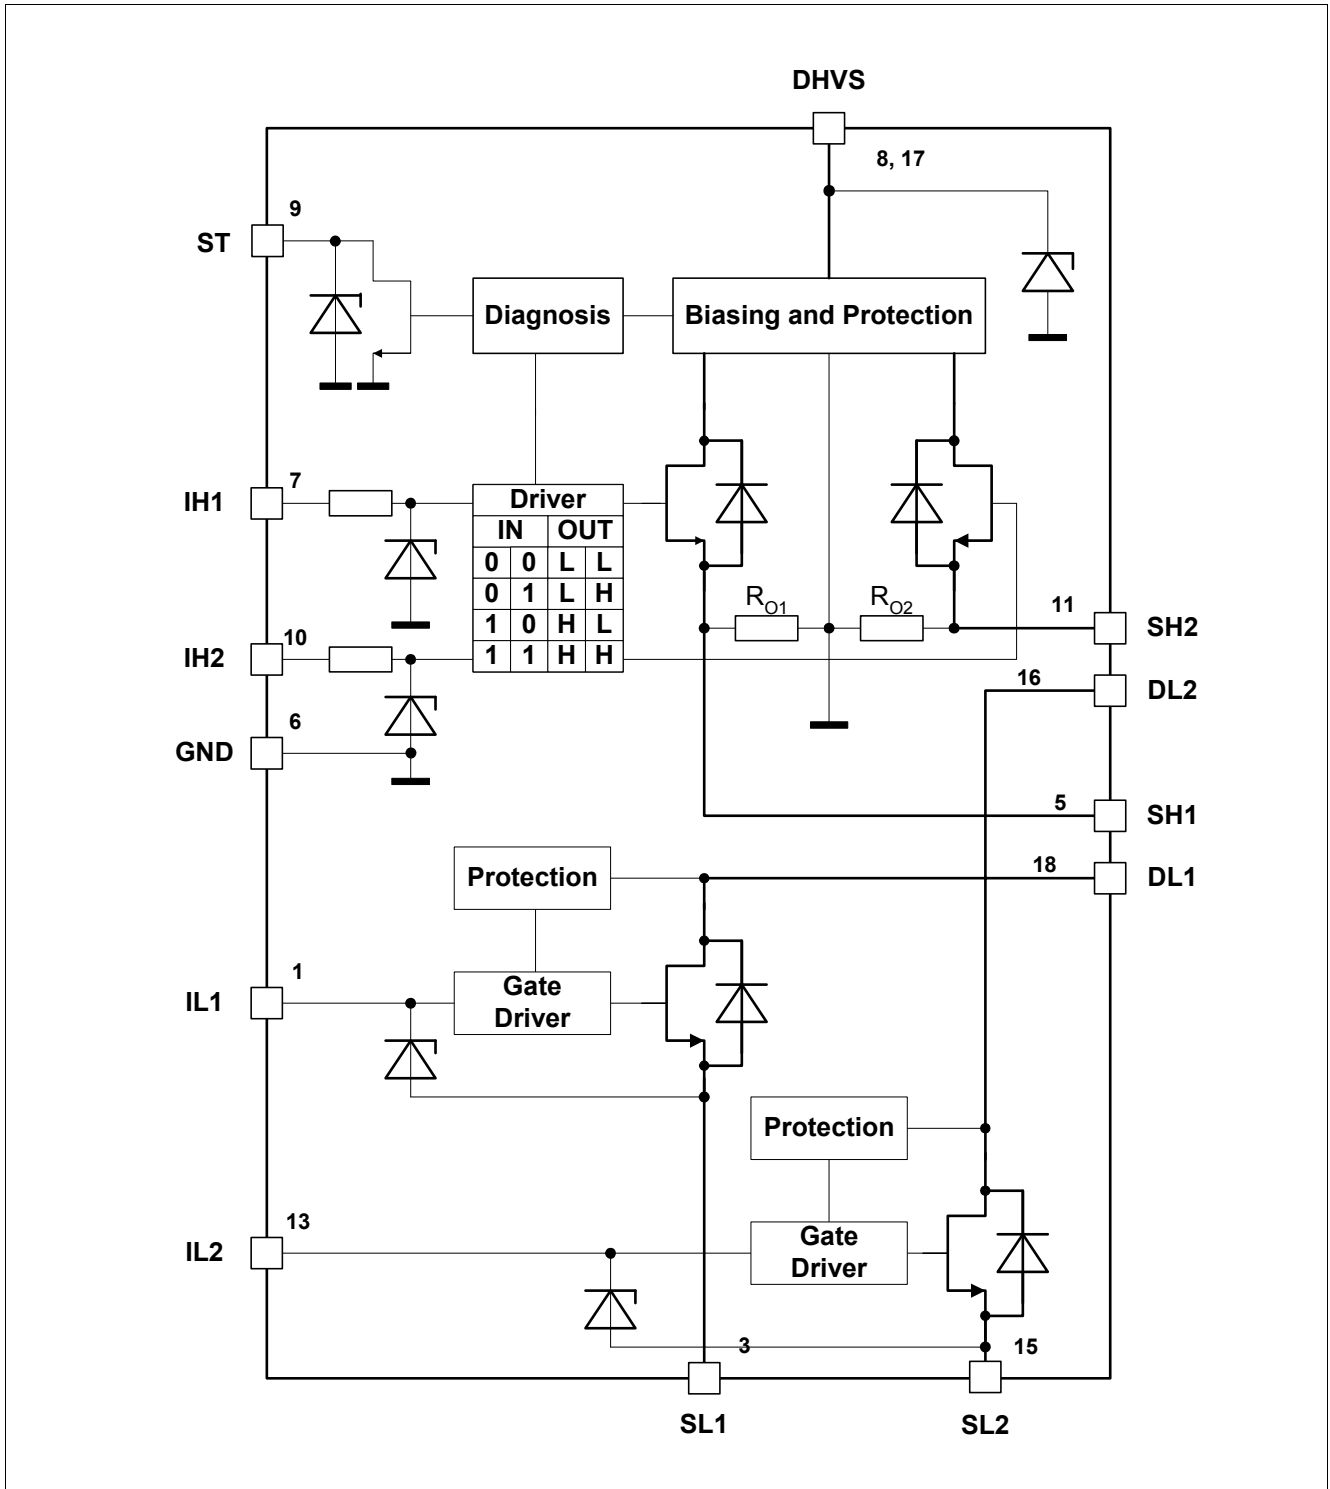 DHVS
8, 17
9
ST
Diagnosis
Biasing and Protection
7
IH1
Driver
IN OUT
0 0 L L
0 1 L H
1 0 H L
1 1 H H
RO1
RO2
11
SH2
10
IH2
16
DL2
6
GND
5
SH1
Protection
18
DL1
1
IL1
Gate
Driver
Protection
13
IL2
Gate
Driver
3
15
SL1
SL2